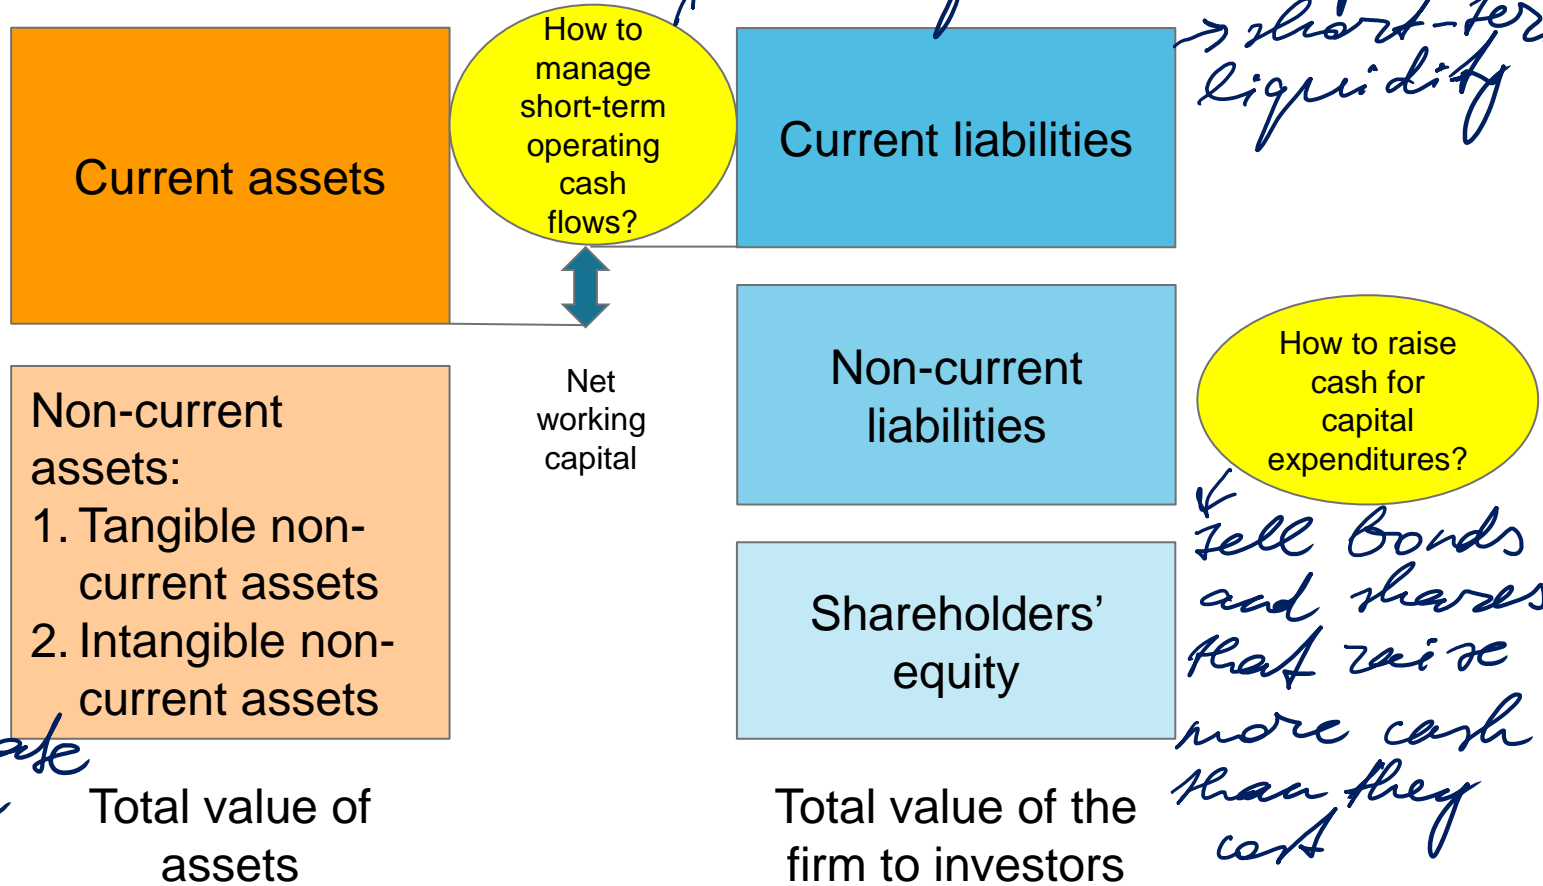 How to
manage
short-term
operating
cash
flows?
→ short-ter
liquidity
Current assets
Current liabilities
Net
working
capital
Non-current
assets:
1. Tangible non-
current assets
2. Intangible non-
current assets
Non-current
liabilities
How to raise
cash for
capital
expenditures?
Sell Bonds
and shares
that raise
more cash
than they
cost
Shareholders’
equity
Total value of
assets
Total value of the
firm to investors